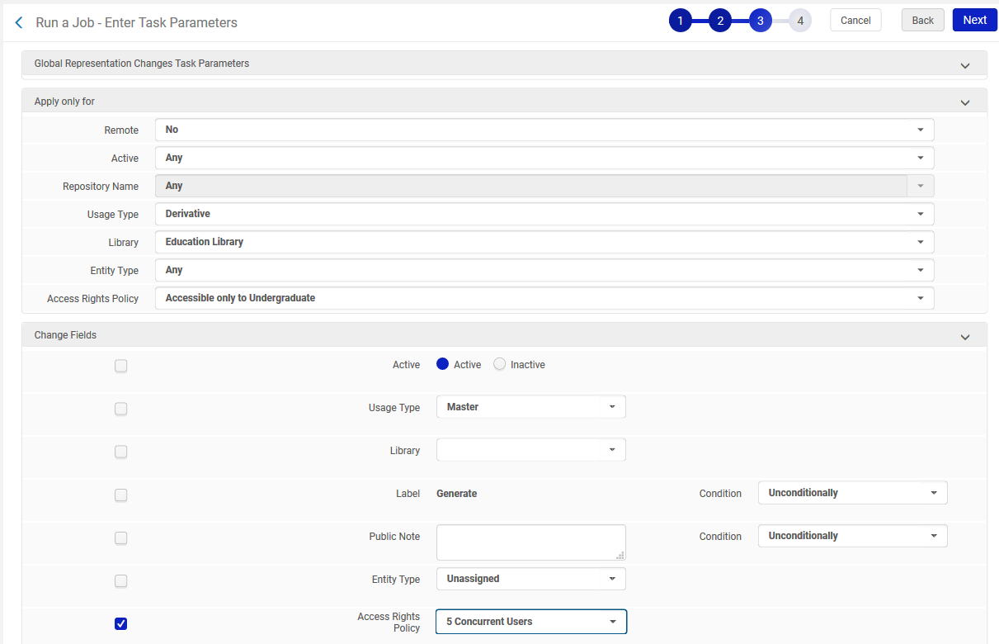 Run a Job - Enter Task Parameters
1 2 3 4 Cancel Back Next
Global Representation Changes Task Parameters
Apply only for
Remote No
Active Any
Repository Name Any
Usage Type Derivative
Library Education Library
Entity Type Any
Access Rights Policy Accessible only to Undergraduate
Change Fields
Active Active Inactive
Usage Type Master
Library
Label Generate Condition Unconditionally
Public Note Condition Unconditionally
Entity Type Unassigned
Access Rights
Policy 5 Concurrent Users